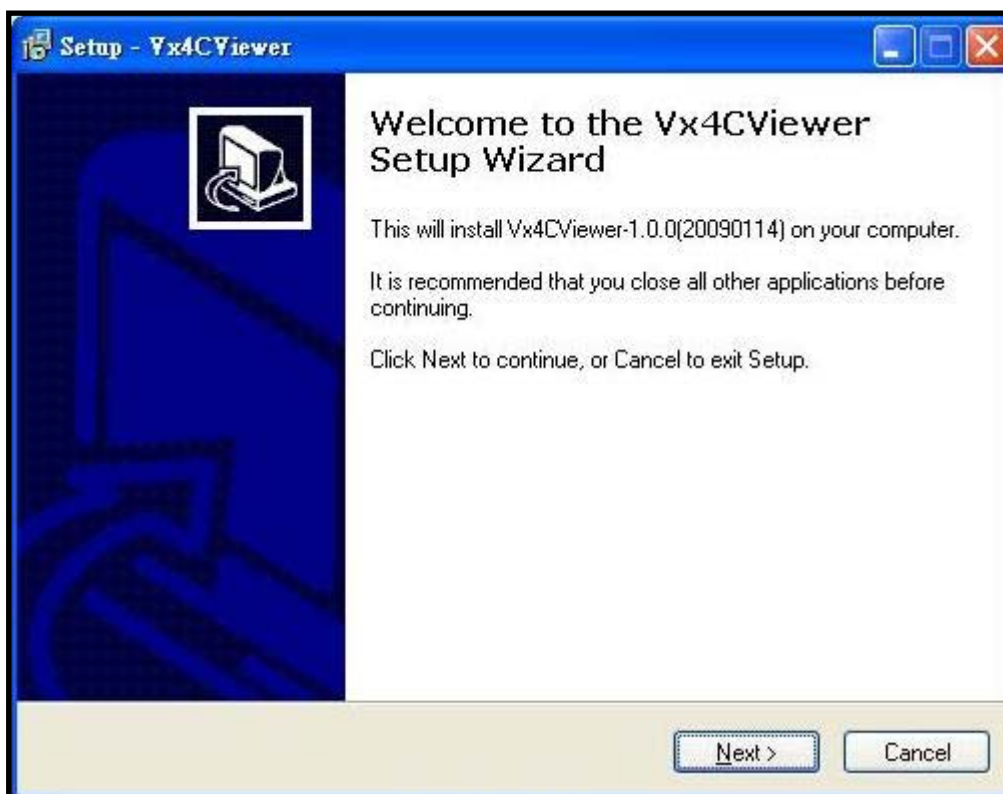 Setup - Vx4CViewer
Welcome to the Vx4CViewer
Setup Wizard
This will install Vx4CViewer-1.0.0(20090114) on your computer.
It is recommended that you close all other applications before
continuing.
Click Next to continue, or Cancel to exit Setup.
Next >
Cancel